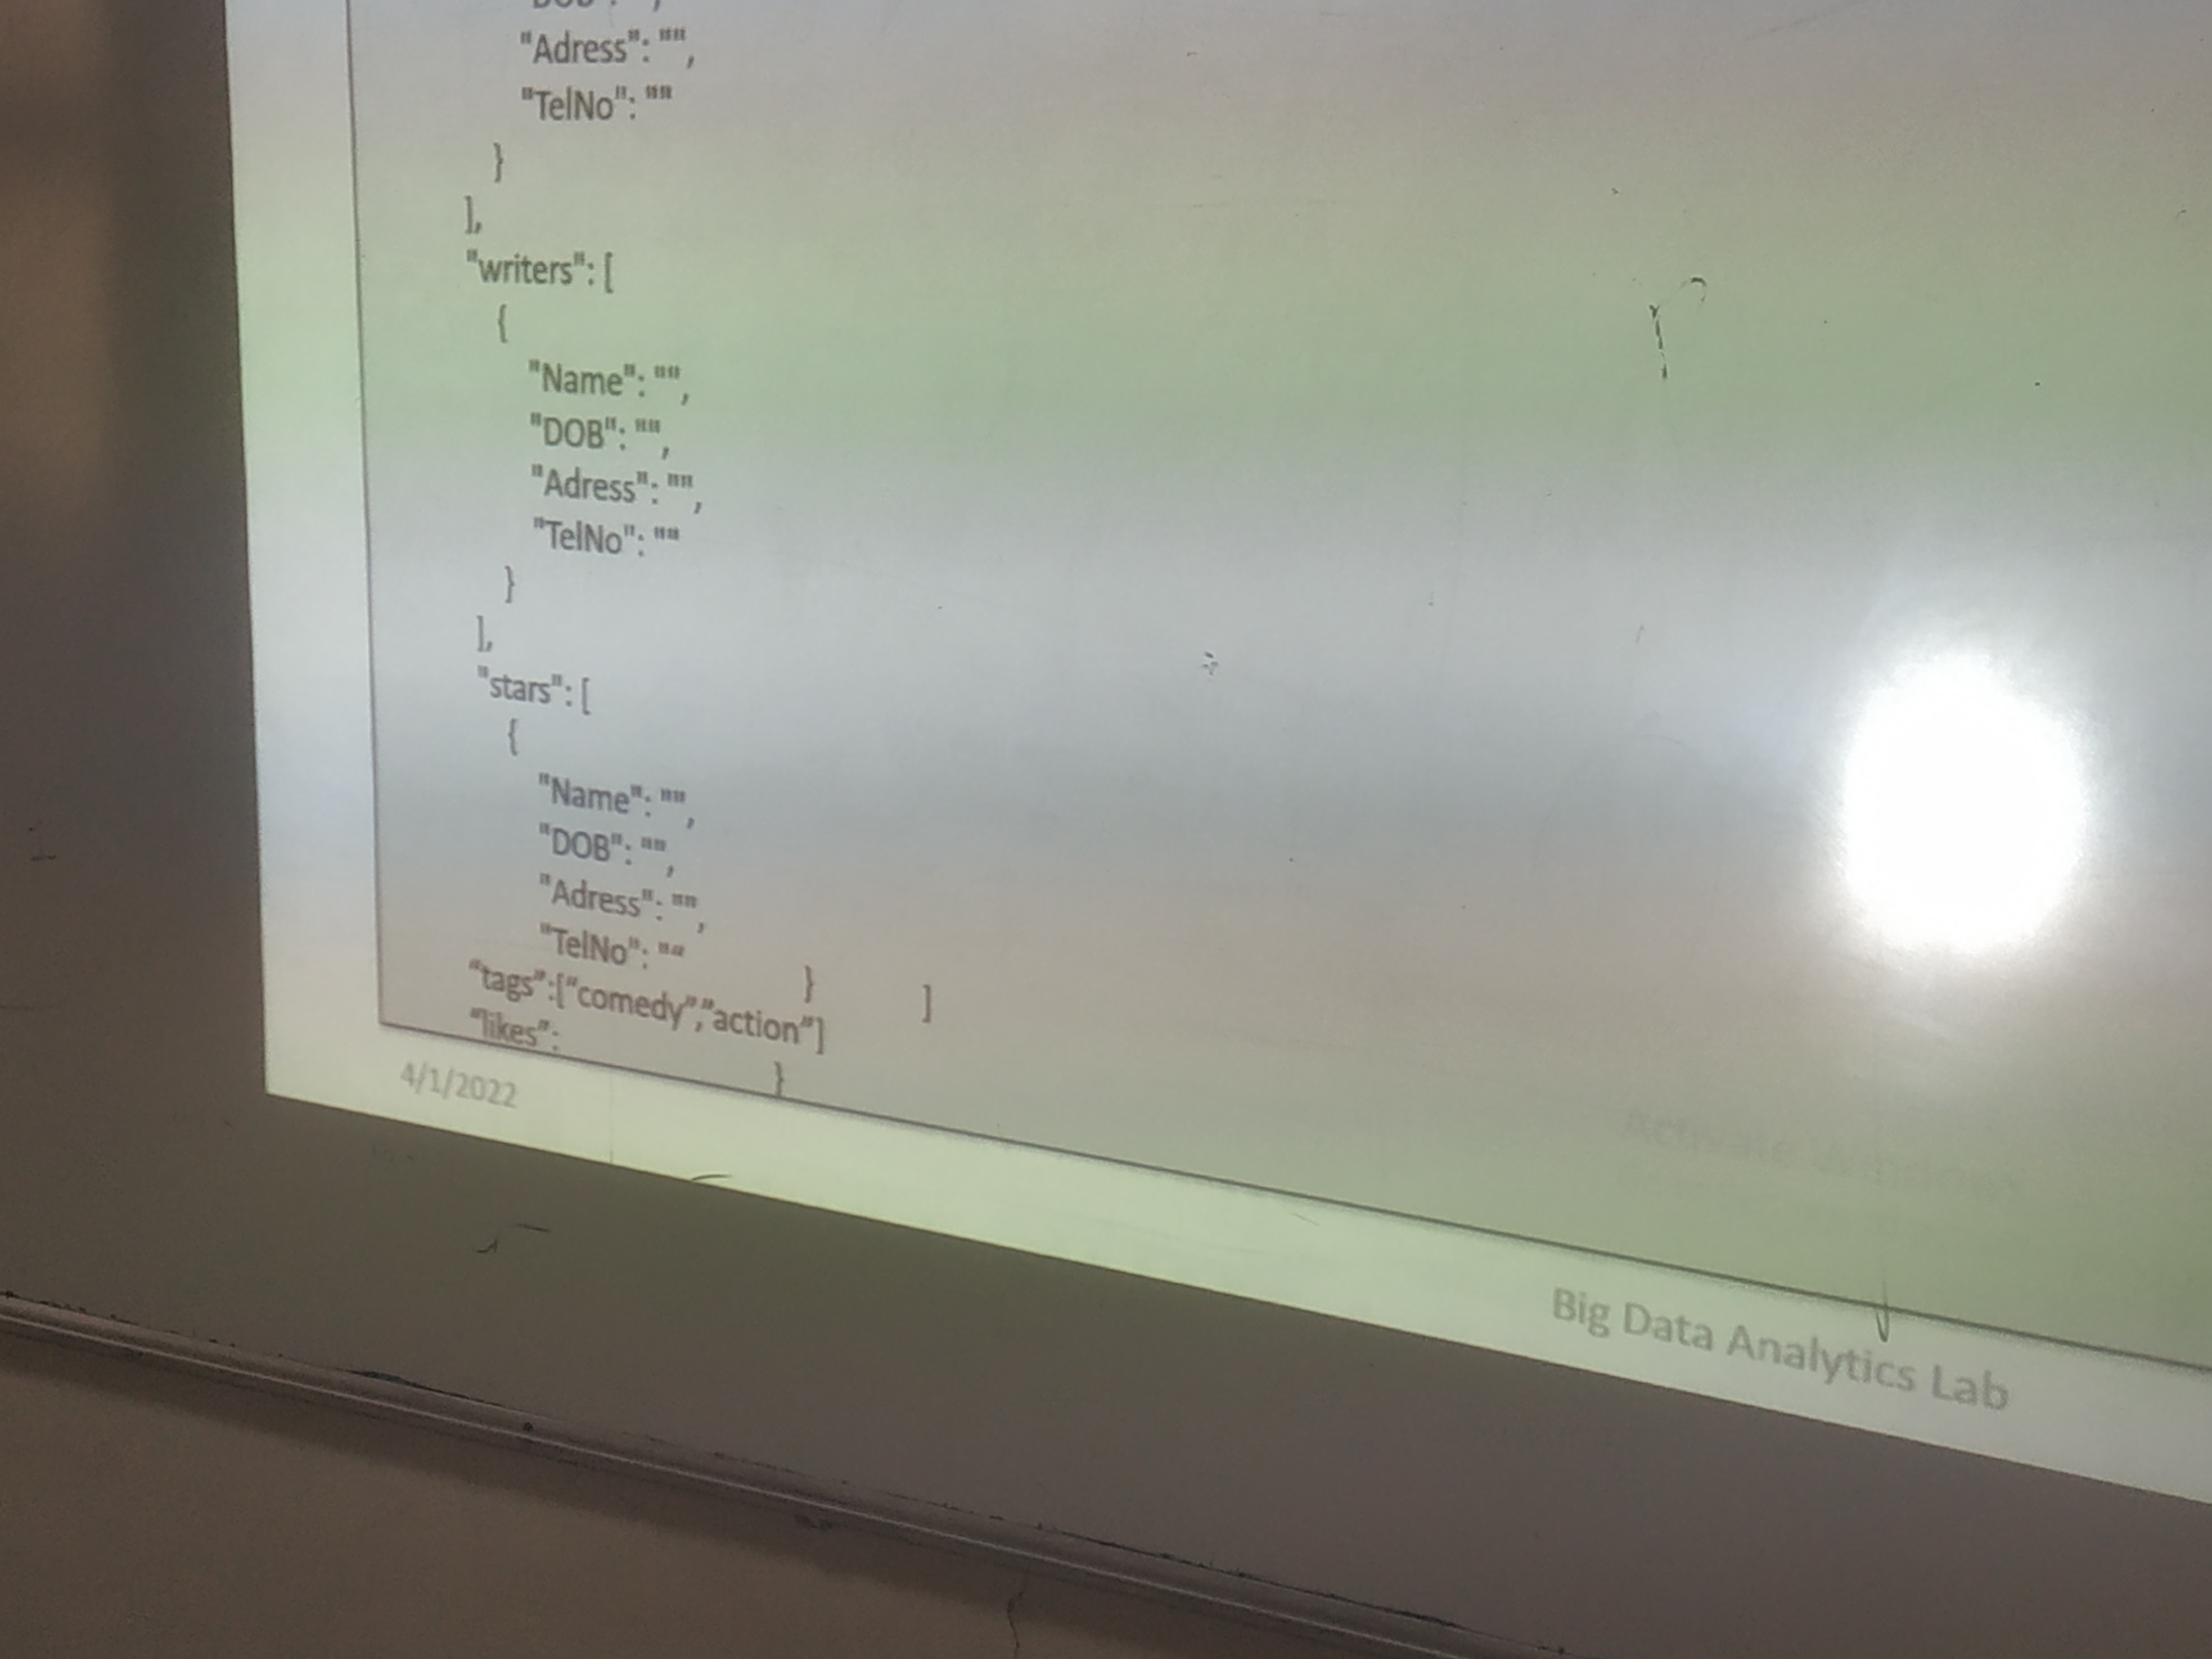 "Adress": "",
"TelNo": ""
}
],
"writers": [
{
"Name": "",
"DOB": "",
"Adress": "",
"TelNo": ""
}
],
"stars": [
{
"Name": "",
"DOB": "",
"Adress": "",
"TelNo": "“
} ]
“tags”:[“comedy”,”action”]
“likes”:
}
4/1/2022
Activate Windows
Big Data Analytics Lab